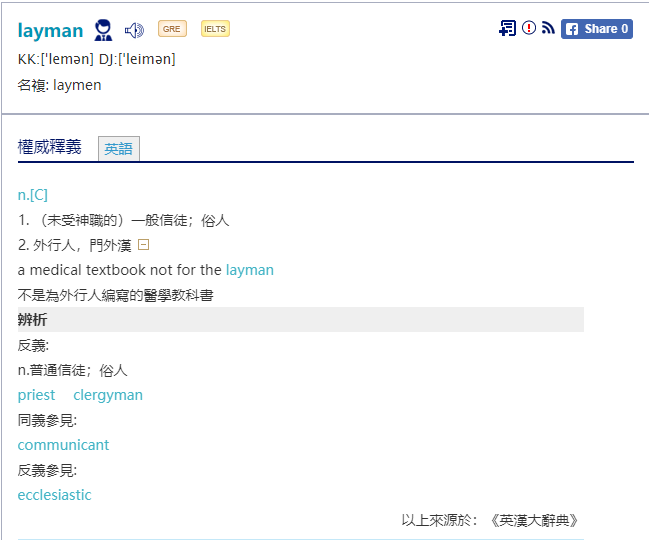 layman GRE IELTS Share 0
KK:['lemən] DJ:['leimən]
名複: laymen
權威釋義 英語
n.[C]
1. （未受神職的）一般信徒；俗人
2. 外行人，門外漢
a medical textbook not for the layman
不是為外行人編寫的醫學教科書
辨析
反義:
n.普通信徒；俗人
priest clergyman
同義參見:
communicant
反義參見:
ecclesiastic
以上來源於：《英漢大辭典》